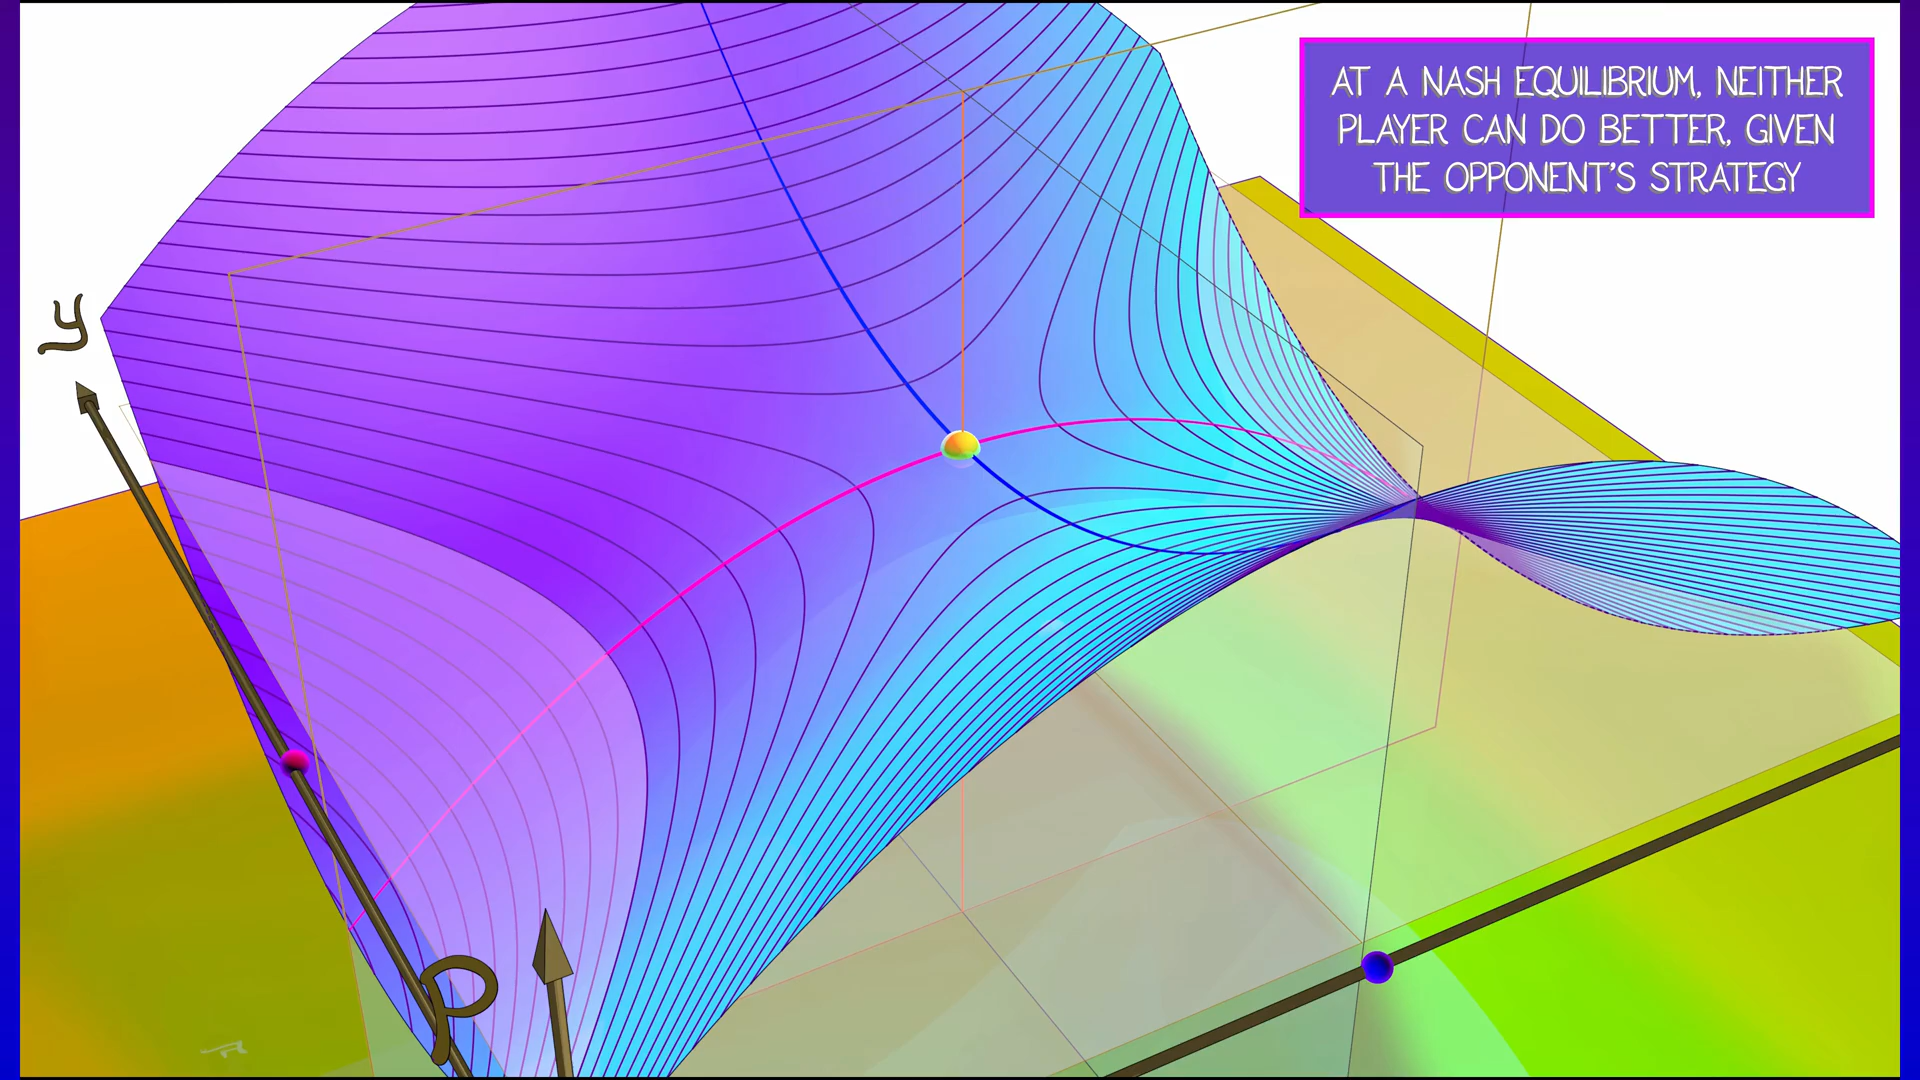 AT A NASH EQUILIBRIUM, NEITHER
PLAYER CAN DO BETTER, GIVEN
THE OPPONENT'S STRATEGY
y
P